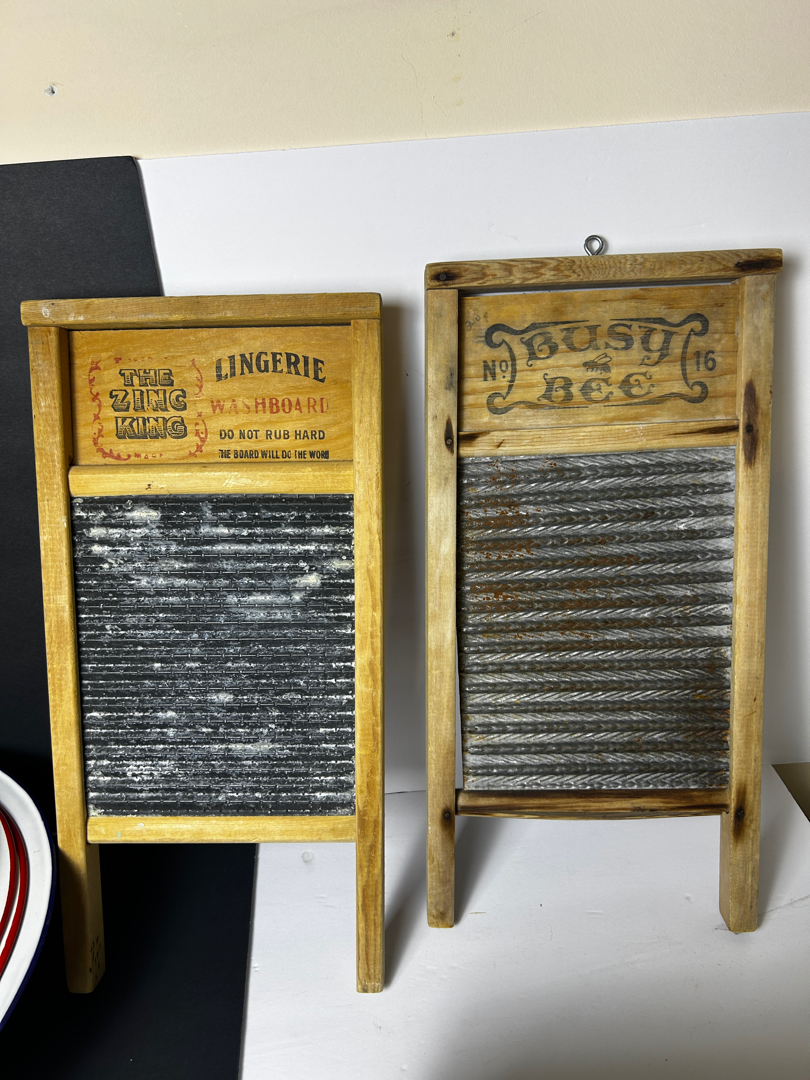 THE
ZINC
KING
LINGERIE
WASHBOARD
DO NOT RUB HARD
THE BOARD WILL DO THE WORK
BUSY
BEE
No 16